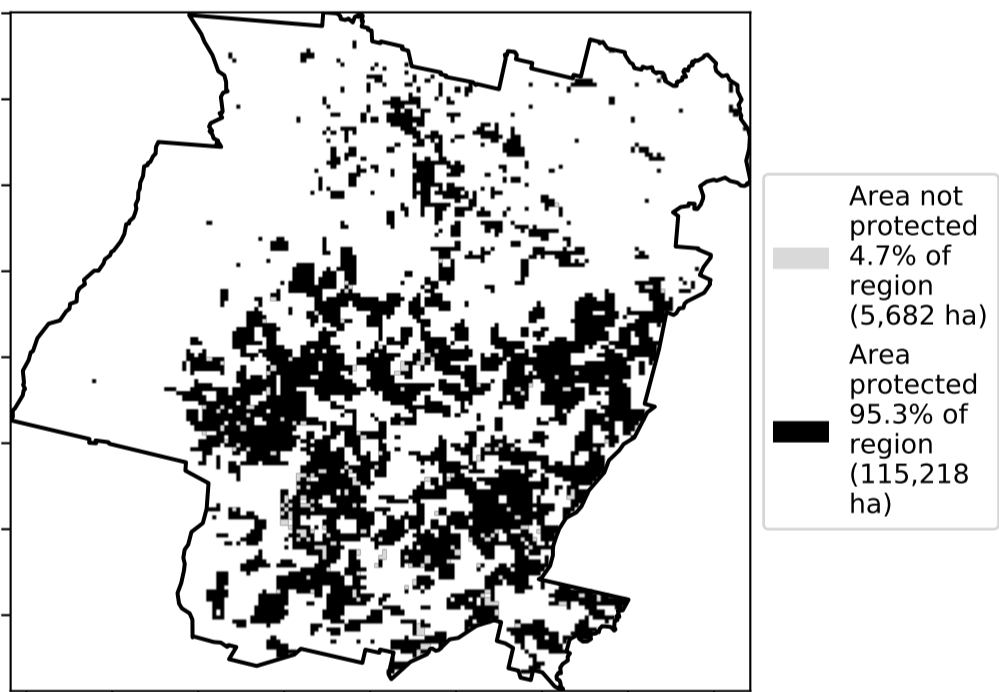 Area not
protected
4.7% of
region
(5,682 ha)
Area
protected
95.3% of
region
(115,218
ha)